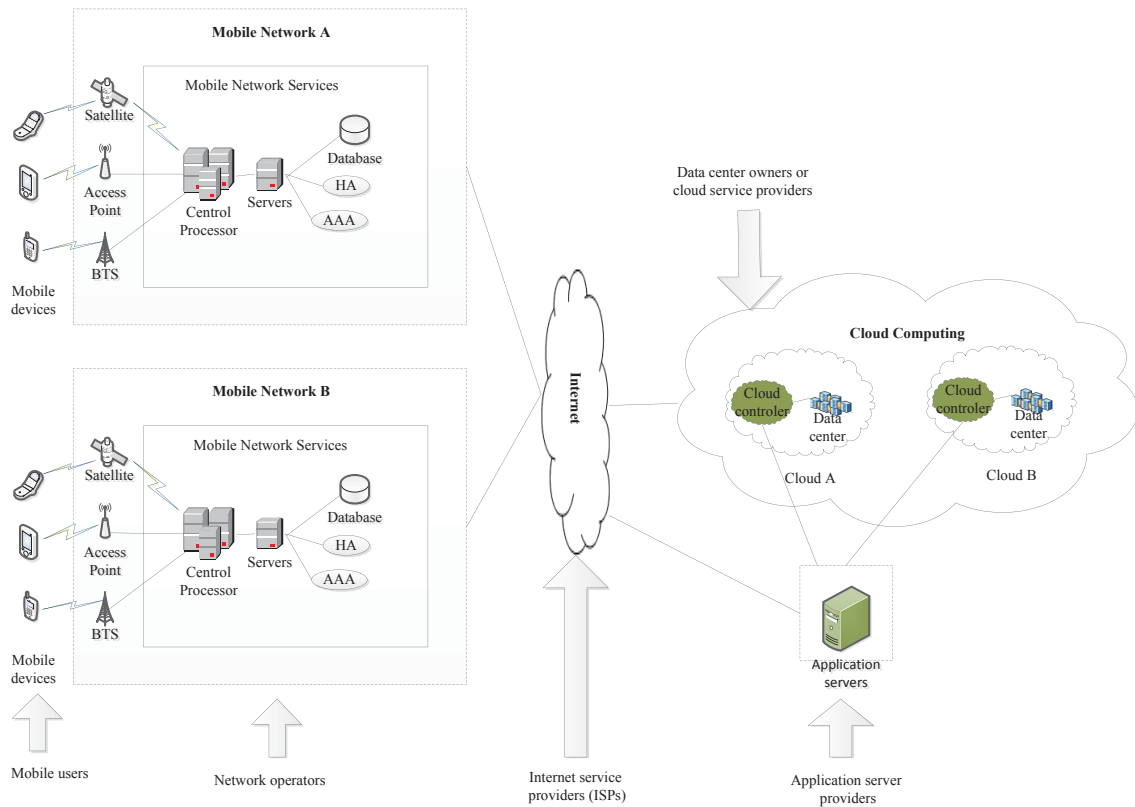 Mobile Network A
Mobile Network Services
Satellite
Access
Point
BTS
Mobile
devices
Centrol
Processor
Servers
Database
HA
AAA
Mobile Network B
Mobile Network Services
Satellite
Access
Point
BTS
Mobile
devices
Centrol
Processor
Servers
Database
HA
AAA
Mobile users
Network operators
Internet
Internet service
providers (ISPs)
Data center owners or
cloud service providers
Cloud Computing
Cloud
controler
Data
center
Cloud A
Cloud
controler
Data
center
Cloud B
Application
servers
Application server
providers